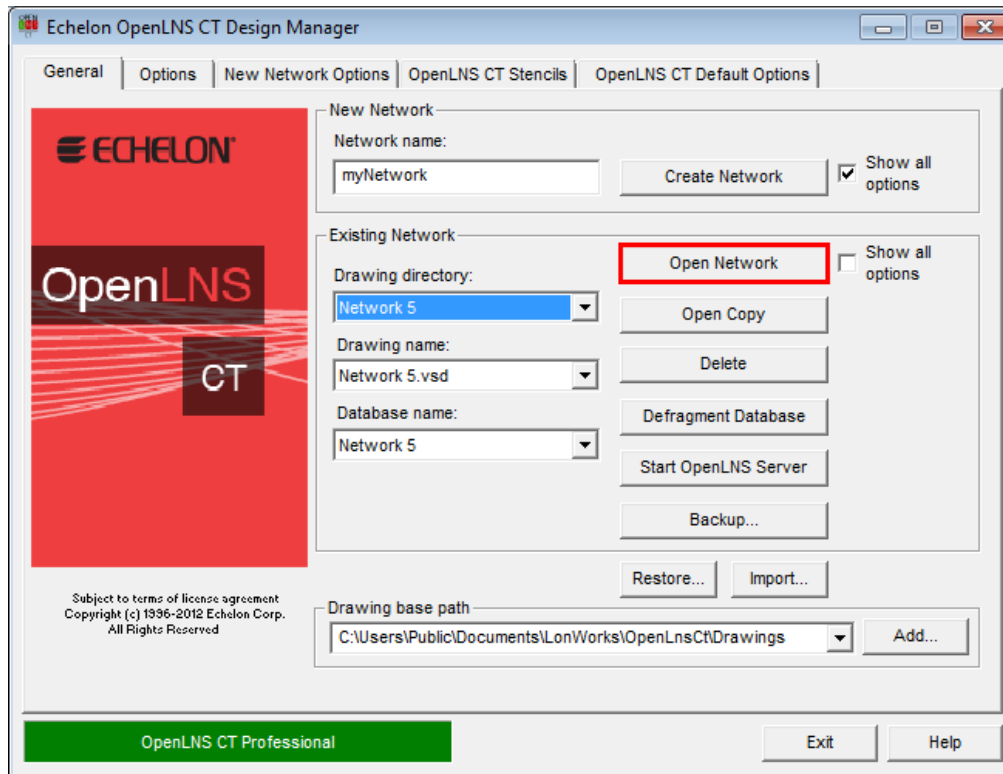 Echelon OpenLNS CT Design Manager
General Options New Network Options OpenLNS CT Stencils OpenLNS CT Default Options
ECHELON
OpenLNS
CT
Subject to terms of license agreement
Copyright (c) 1996-2012 Echelon Corp.
All Rights Reserved
New Network
Network name:
myNetwork
Create Network
Show all
options
Existing Network
Drawing directory:
Network 5
Drawing name:
Network 5.vsd
Database name:
Network 5
Open Network
Show all
options
Open Copy
Delete
Defragment Database
Start OpenLNS Server
Backup...
Restore... Import...
Drawing base path
C:\Users\Public\Documents\LonWorks\OpenLnsCt\Drawings Add...
OpenLNS CT Professional Exit Help